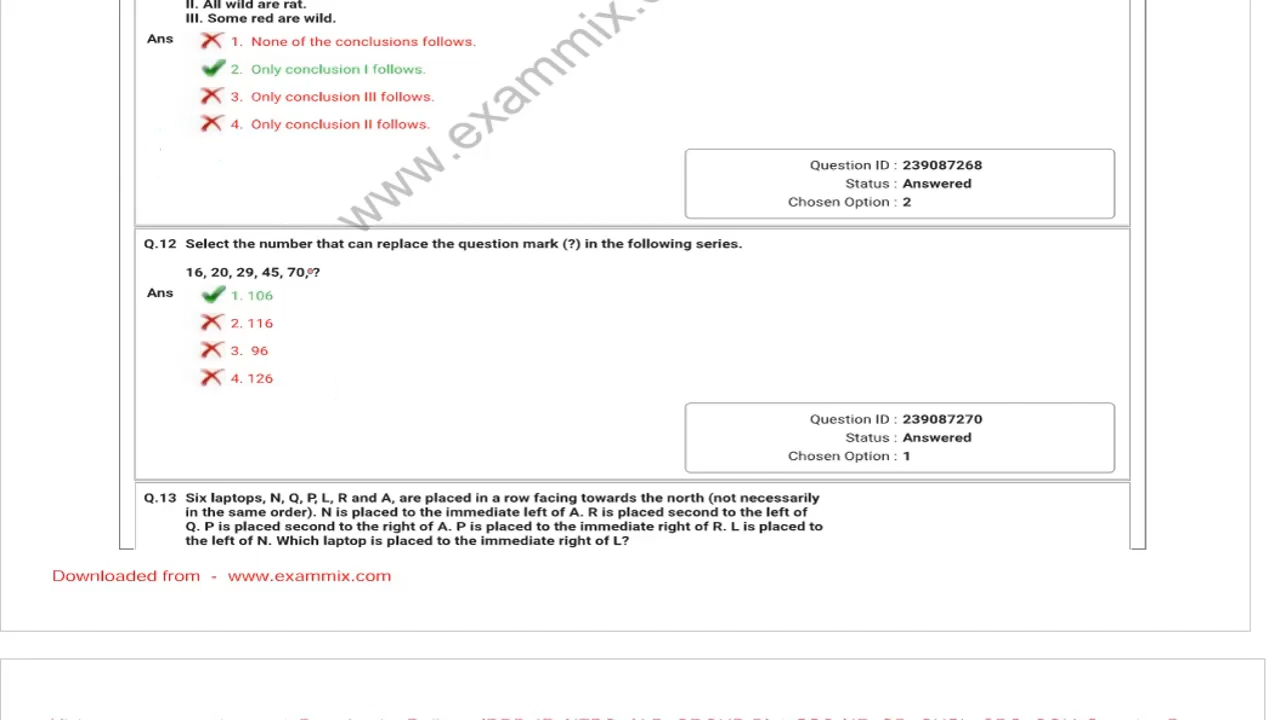 II. All wild are rat.
III. Some red are wild.
Ans
1. None of the conclusions follows.
2. Only conclusion I follows.
3. Only conclusion III follows.
4. Only conclusion II follows.
www.exammix.co
Question ID : 239087268
Status : Answered
Chosen Option : 2
Q.12 Select the number that can replace the question mark (?) in the following series.
16, 20, 29, 45, 70, ?
Ans
1. 106
2. 116
3. 96
4. 126
Question ID : 239087270
Status : Answered
Chosen Option : 1
Q.13 Six laptops, N, Q, P, L, R and A, are placed in a row facing towards the north (not necessarily
in the same order). N is placed to the immediate left of A. R is placed second to the left of
Q. P is placed second to the right of A. P is placed to the immediate right of R. L is placed to
the left of N. Which laptop is placed to the immediate right of L?
Downloaded from - www.exammix.com